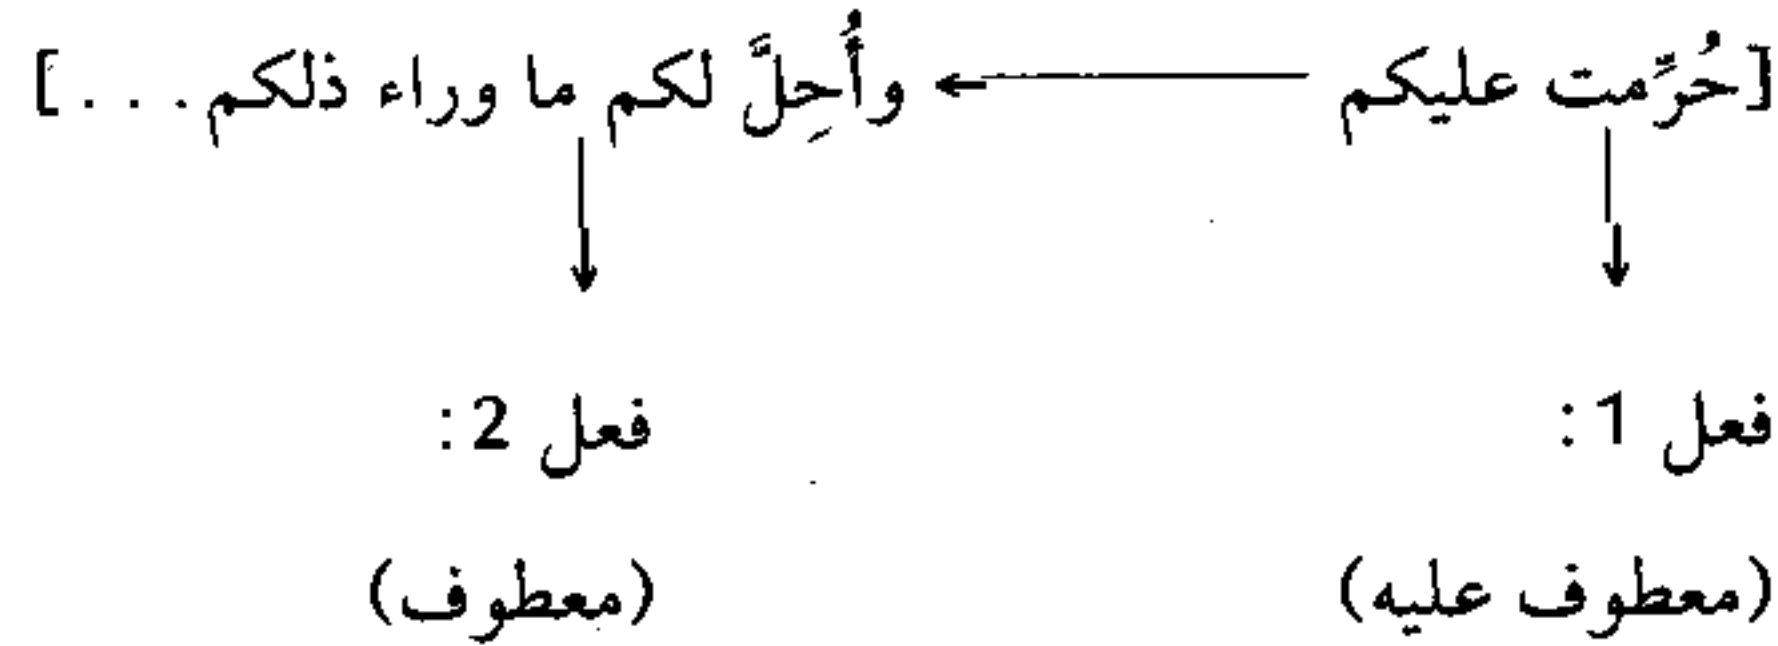 [حُرِّمت عليكم ← وأُحِلَّ لكم ما وراء ذلكم...]
فعل 1: فعل 2:
(معطوف عليه) (معطوف)